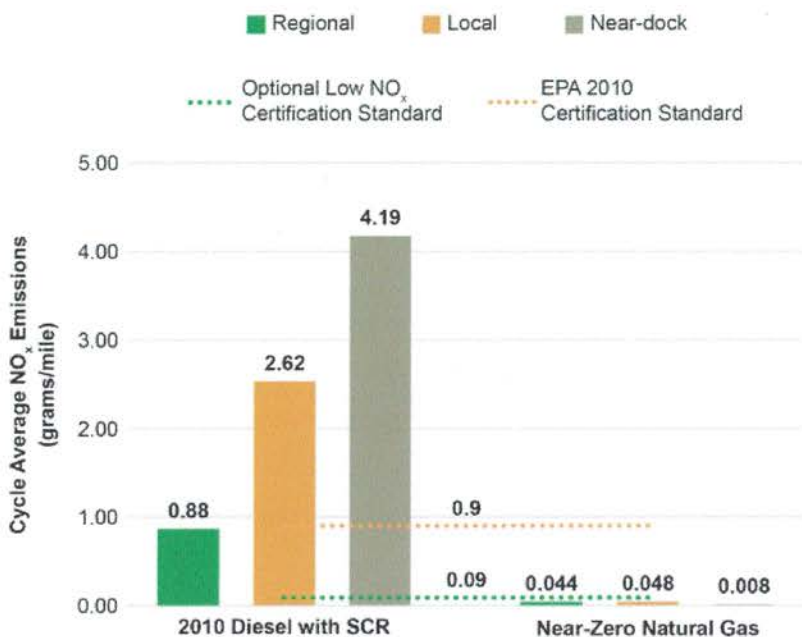 Regional Local Near-dock
Optional Low NOx
Certification Standard
EPA 2010
Certification Standard
5.00
4.00
3.00
2.00
1.00
0.00
Cycle Average NOx Emissions
(grams/mile)
0.88
2.62
4.19
0.9
0.09
0.044
0.048
0.008
2010 Diesel with SCR
Near-Zero Natural Gas